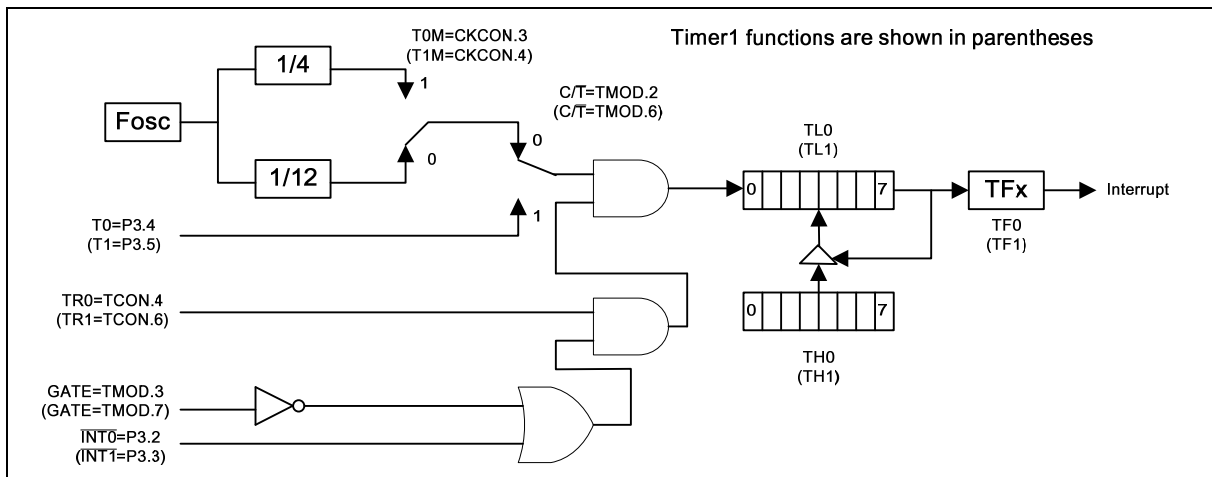 T0M=CKCON.3
(T1M=CKCON.4)
Timer1 functions are shown in parentheses
1/4
1
C/T̅=TMOD.2
(C/T̅=TMOD.6)
Fosc
0
0
1/12
TL0
(TL1)
0
7
TFx
Interrupt
TF0
(TF1)
T0=P3.4
(T1=P3.5)
1
TR0=TCON.4
(TR1=TCON.6)
0
7
TH0
(TH1)
GATE=TMOD.3
(GATE=TMOD.7)
I̅N̅T̅0̅=P3.2
(I̅N̅T̅1̅=P3.3)